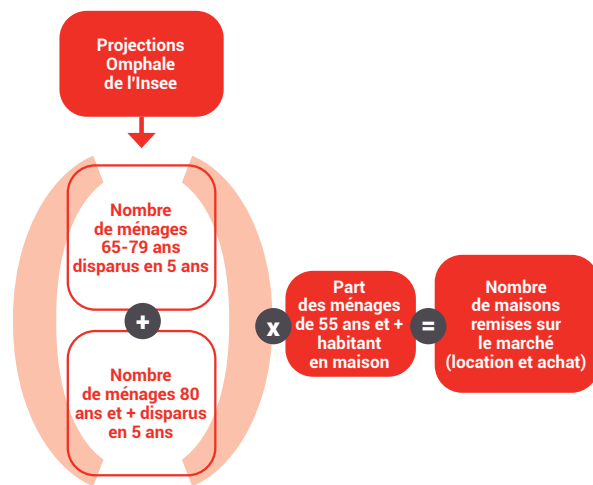 Projections
Omphale
de l'Insee
Nombre
de ménages
65-79 ans
disparus en 5 ans
+
Nombre
de ménages 80
ans et + disparus
en 5 ans
x
Part
des ménages
de 55 ans et +
habitant
en maison
=
Nombre
de maisons
remises sur
le marché
(location et achat)